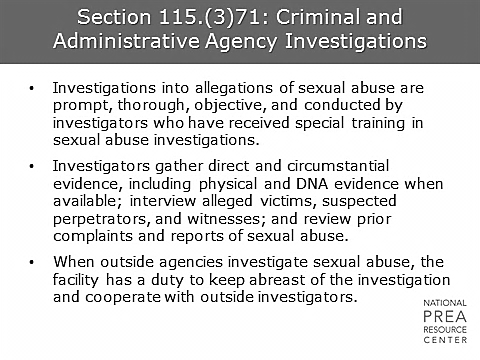 Section 115.(3)71: Criminal and
Administrative Agency Investigations
• Investigations into allegations of sexual abuse are
prompt, thorough, objective, and conducted by
investigators who have received special training in
sexual abuse investigations.
• Investigators gather direct and circumstantial
evidence, including physical and DNA evidence when
available; interview alleged victims, suspected
perpetrators, and witnesses; and review prior
complaints and reports of sexual abuse.
• When outside agencies investigate sexual abuse, the
facility has a duty to keep abreast of the investigation
and cooperate with outside investigators.
NATIONAL
PREA
RESOURCE
CENTER